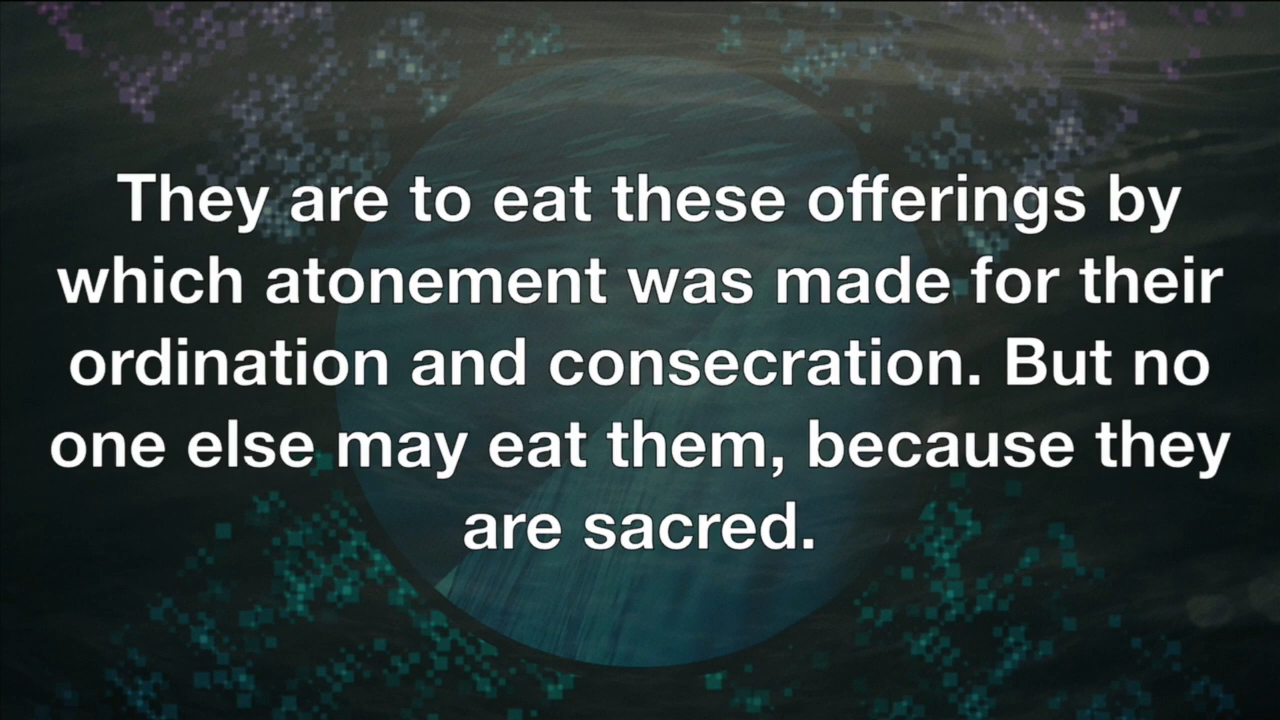 They are to eat these offerings by
which atonement was made for their
ordination and consecration. But no
one else may eat them, because they
are sacred.